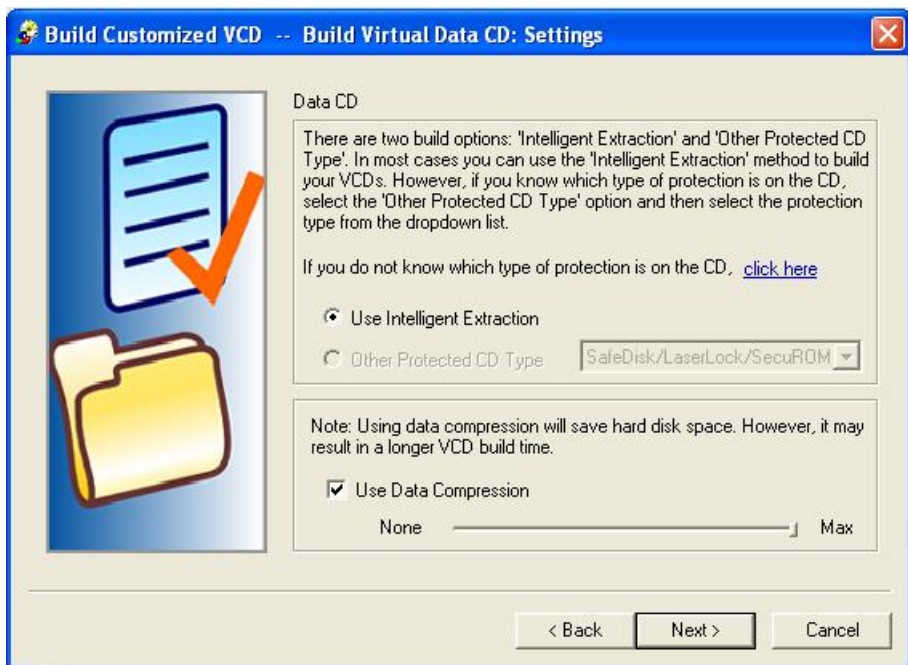 Build Customized VCD -- Build Virtual Data CD: Settings
Data CD
There are two build options: 'Intelligent Extraction' and 'Other Protected CD
Type'. In most cases you can use the 'Intelligent Extraction' method to build
your VCDs. However, if you know which type of protection is on the CD,
select the 'Other Protected CD Type' option and then select the protection
type from the dropdown list.
If you do not know which type of protection is on the CD, click here
Use Intelligent Extraction
Other Protected CD Type SafeDisk/LaserLock/SecuROM
Note: Using data compression will save hard disk space. However, it may
result in a longer VCD build time.
Use Data Compression
None Max
< Back Next > Cancel